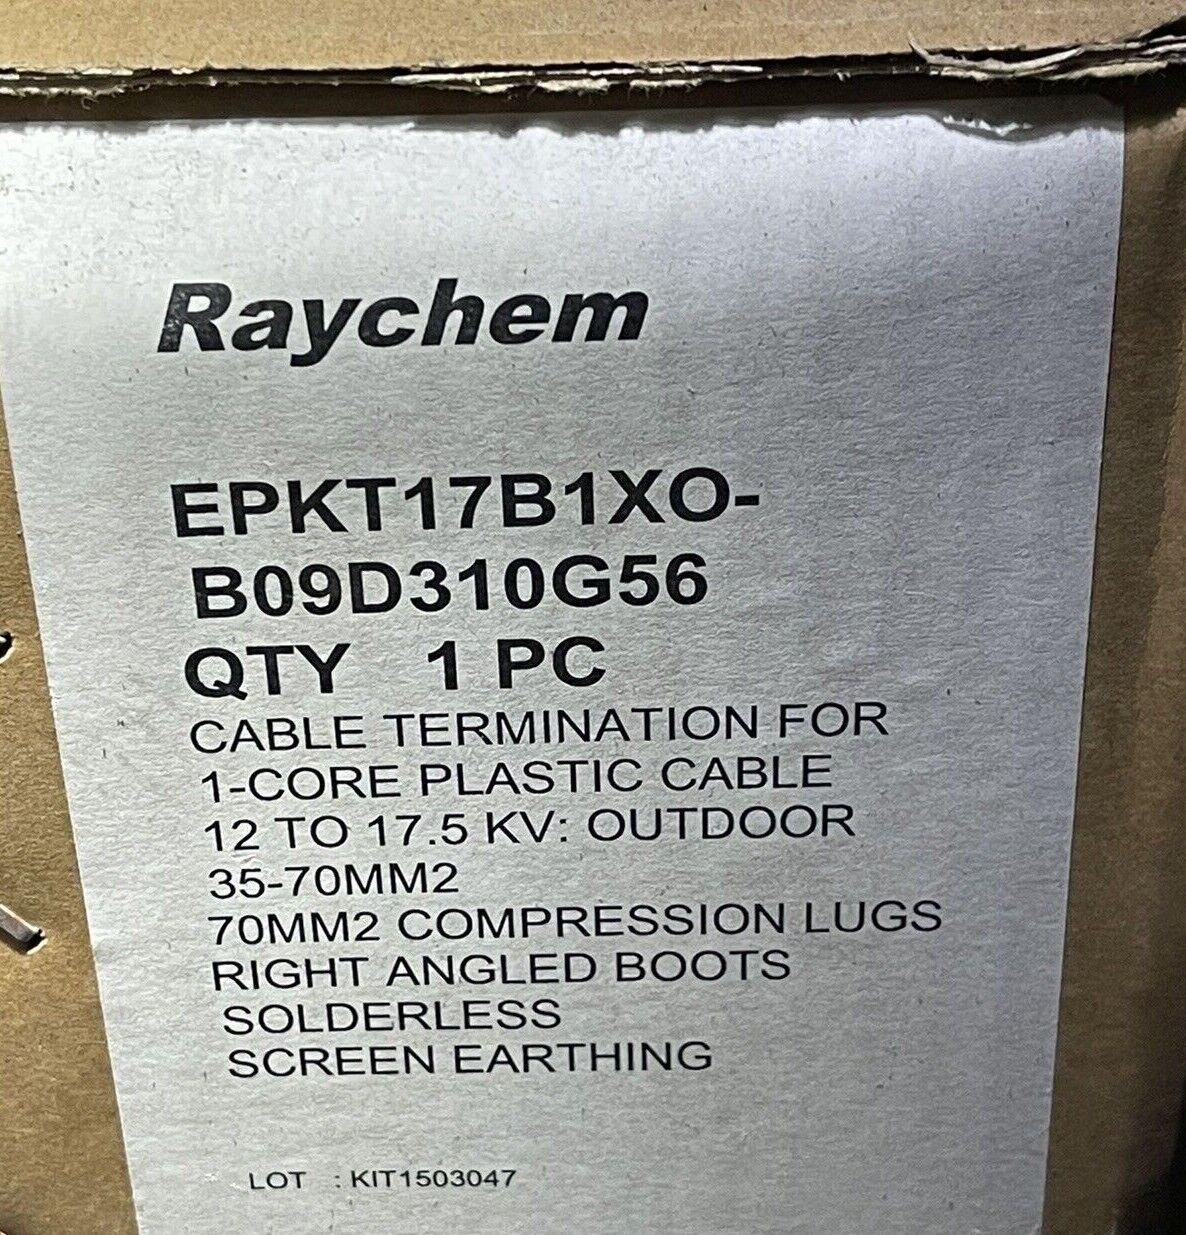 Raychem
EPKT17B1XO-
B09D310G56
QTY 1 PC
CABLE TERMINATION FOR
1-CORE PLASTIC CABLE
12 TO 17.5 KV: OUTDOOR
35-70MM2
70MM2 COMPRESSION LUGS
RIGHT ANGLED BOOTS
SOLDERLESS
SCREEN EARTHING
LOT : KIT1503047